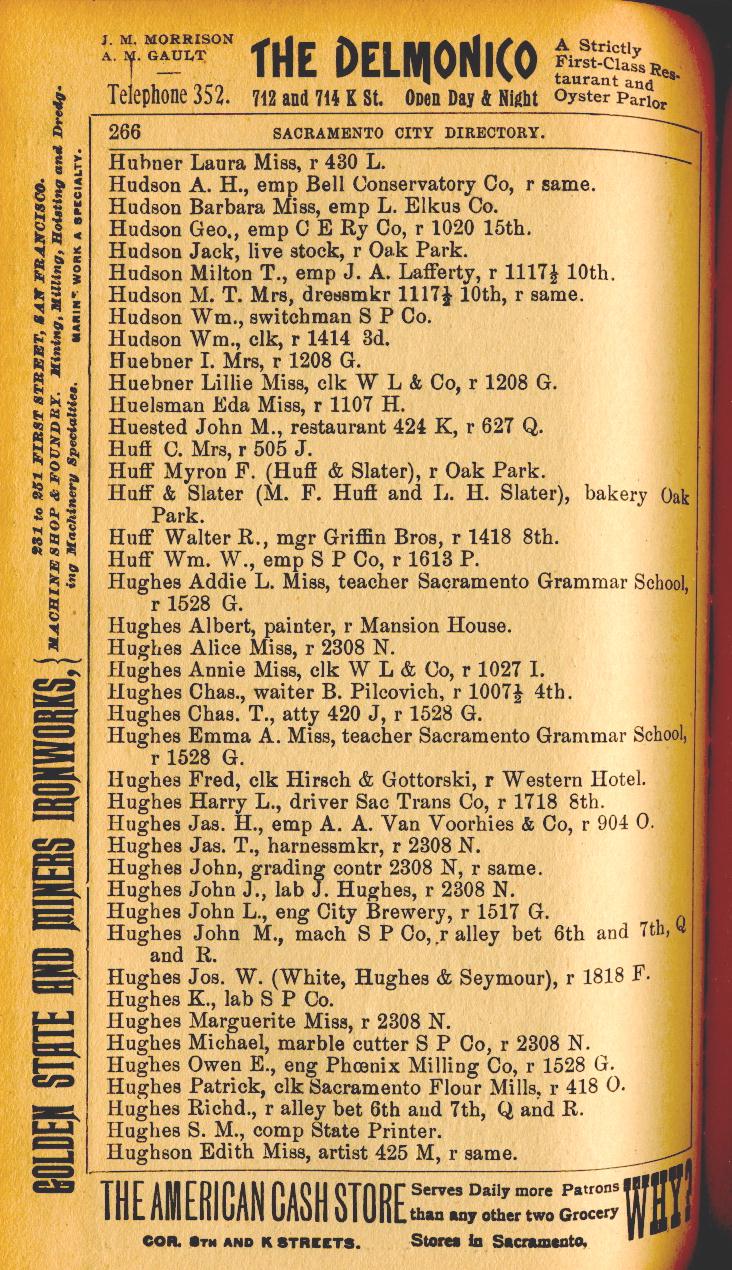 J. M. MORRISON
A. M. GAULT
Telephone 352.
THE DELMONICO
712 and 714 K St. Open Day & Night
A Strictly
First-Class Res-
taurant and
Oyster Parlor
266 SACRAMENTO CITY DIRECTORY.
Hubner Laura Miss, r 430 L.
Hudson A. H., emp Bell Conservatory Co, r same.
Hudson Barbara Miss, emp L. Elkus Co.
Hudson Geo., emp C E Ry Co, r 1020 15th.
Hudson Jack, live stock, r Oak Park.
Hudson Milton T., emp J. A. Lafferty, r 1117½ 10th.
Hudson M. T. Mrs, dressmkr 1117½ 10th, r same.
Hudson Wm., switchman S P Co.
Hudson Wm., clk, r 1414 3d.
Huebner I. Mrs, r 1208 G.
Huebner Lillie Miss, clk W L & Co, r 1208 G.
Huelsman Eda Miss, r 1107 H.
Huested John M., restaurant 424 K, r 627 Q.
Huff C. Mrs, r 505 J.
Huff Myron F. (Huff & Slater), r Oak Park.
Huff & Slater (M. F. Huff and L. H. Slater), bakery Oak
Park.
Huff Walter R., mgr Griffin Bros, r 1418 8th.
Huff Wm. W., emp S P Co, r 1613 P.
Hughes Addie L. Miss, teacher Sacramento Grammar School,
r 1528 G.
Hughes Albert, painter, r Mansion House.
Hughes Alice Miss, r 2308 N.
Hughes Annie Miss, clk W L & Co, r 1027 I.
Hughes Chas., waiter B. Pilcovich, r 1007½ 4th.
Hughes Chas. T., atty 420 J, r 1528 G.
Hughes Emma A. Miss, teacher Sacramento Grammar School,
r 1528 G.
Hughes Fred, clk Hirsch & Gottorski, r Western Hotel.
Hughes Harry L., driver Sac Trans Co, r 1718 8th.
Hughes Jas. H., emp A. A. Van Voorhies & Co, r 904 O.
Hughes Jas. T., harnessmkr, r 2308 N.
Hughes John, grading contr 2308 N, r same.
Hughes John J., lab J. Hughes, r 2308 N.
Hughes John L., eng City Brewery, r 1517 G.
Hughes John M., mach S P Co, r alley bet 6th and 7th, Q
and R.
Hughes Jos. W. (White, Hughes & Seymour), r 1818 F.
Hughes K., lab S P Co.
Hughes Marguerite Miss, r 2308 N.
Hughes Michael, marble cutter S P Co, r 2308 N.
Hughes Owen E., eng Phœnix Milling Co, r 1528 G.
Hughes Patrick, clk Sacramento Flour Mills, r 418 O.
Hughes Richd., r alley bet 6th and 7th, Q and R.
Hughes S. M., comp State Printer.
Hughson Edith Miss, artist 425 M, r same.
GOLDEN STATE AND MINERS IRONWORKS,
231 to 251 FIRST STREET, SAN FRANCISCO.
MACHINE SHOP & FOUNDRY. Mining, Milling, Hoisting and Dredg-
ing Machinery Specialties. MARINE WORK A SPECIALTY.
THE AMERICAN CASH STORE
COR. 8TH AND K STREETS.
Serves Daily more Patrons
than any other two Grocery
Stores in Sacramento,
WHY?